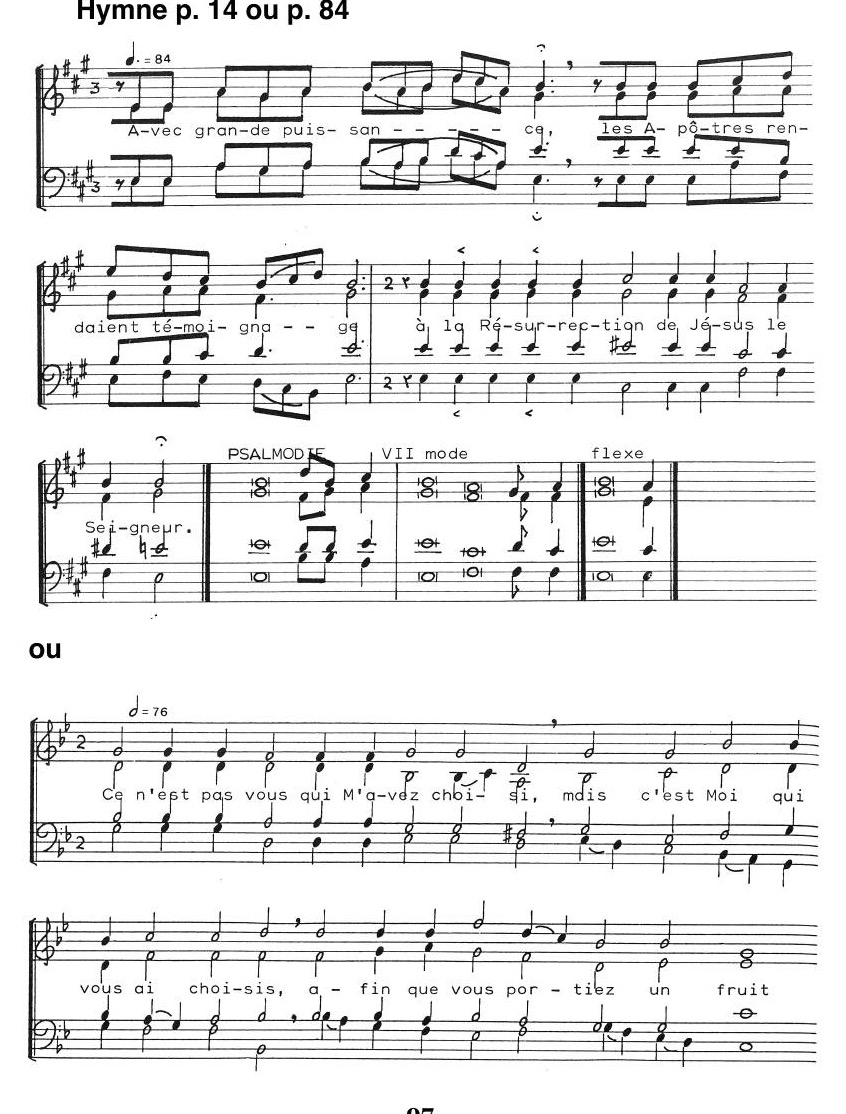 Hymne p. 14 ou p. 84
♩. = 84
A-vec gran-de puis- san - - - - - ce, les A- pô-tres ren-
daient té-moi- gna - - ge à la Ré-sur-rec-tion de Jé-sus le
Sei-gneur.
PSALMODIE VII mode flexe
ou
𝅗𝅥 = 76
Ce n'est pas vous qui M'a-vez choi- si, mais c'est Moi qui
vous ai choi-sis, a - fin que vous por - tiez un fruit
97